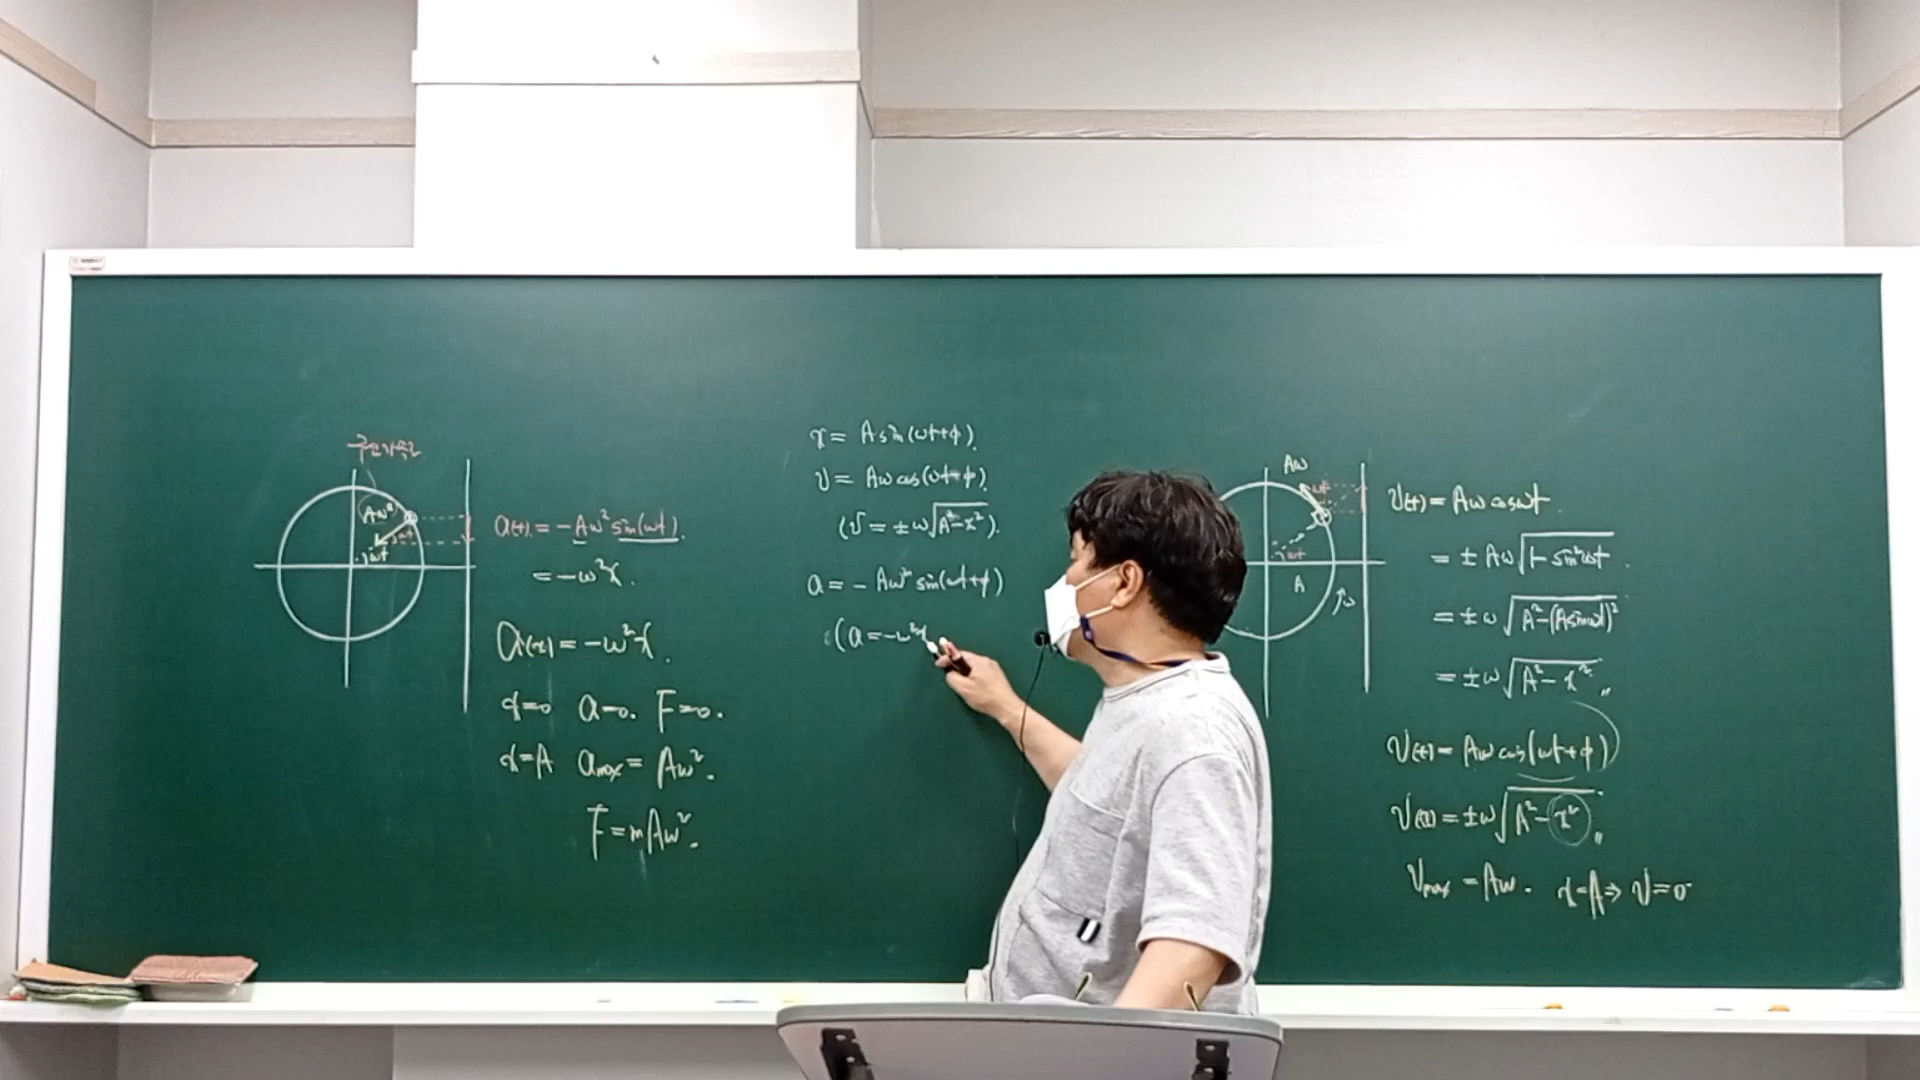 구심가속도
Aω²
ωt
ωt
a(t) = -Aω² sin(ωt)
= -ω²x.
a(x) = -ω²x.
x=0 a=0. F=0.
x=A amax = Aω².
F = mAω².
x = A sin(ωt+φ).
v = Aω cos(ωt+φ).
(v = ±ω√(A²-x²)).
a = - Aω² sin(ωt+φ)
(a = -ω²x
Aω
ωt
ωt
A
ω
v(t) = Aω cosωt.
= ± Aω√(1-sin²ωt).
= ±ω√(A²-(Asinωt)²)
= ±ω√(A²-x²)〃
v(t) = Aω cos(ωt+φ)
v(x) = ±ω√(A²-x²)〃
vmax = Aω. x=A ⇒ v=0